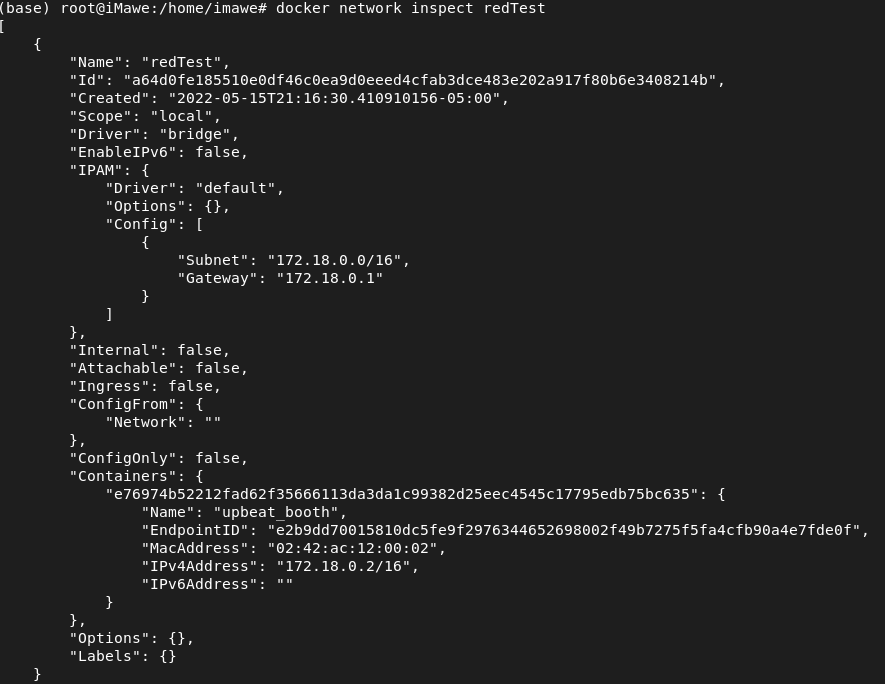 (base) root@iMawe:/home/imawe# docker network inspect redTest
[
    {
        "Name": "redTest",
        "Id": "a64d0fe185510e0df46c0ea9d0eeed4cfab3dce483e202a917f80b6e3408214b",
        "Created": "2022-05-15T21:16:30.410910156-05:00",
        "Scope": "local",
        "Driver": "bridge",
        "EnableIPv6": false,
        "IPAM": {
            "Driver": "default",
            "Options": {},
            "Config": [
                {
                    "Subnet": "172.18.0.0/16",
                    "Gateway": "172.18.0.1"
                }
            ]
        },
        "Internal": false,
        "Attachable": false,
        "Ingress": false,
        "ConfigFrom": {
            "Network": ""
        },
        "ConfigOnly": false,
        "Containers": {
            "e76974b52212fad62f35666113da3da1c99382d25eec4545c17795edb75bc635": {
                "Name": "upbeat_booth",
                "EndpointID": "e2b9dd70015810dc5fe9f2976344652698002f49b7275f5fa4cfb90a4e7fde0f",
                "MacAddress": "02:42:ac:12:00:02",
                "IPv4Address": "172.18.0.2/16",
                "IPv6Address": ""
            }
        },
        "Options": {},
        "Labels": {}
    }